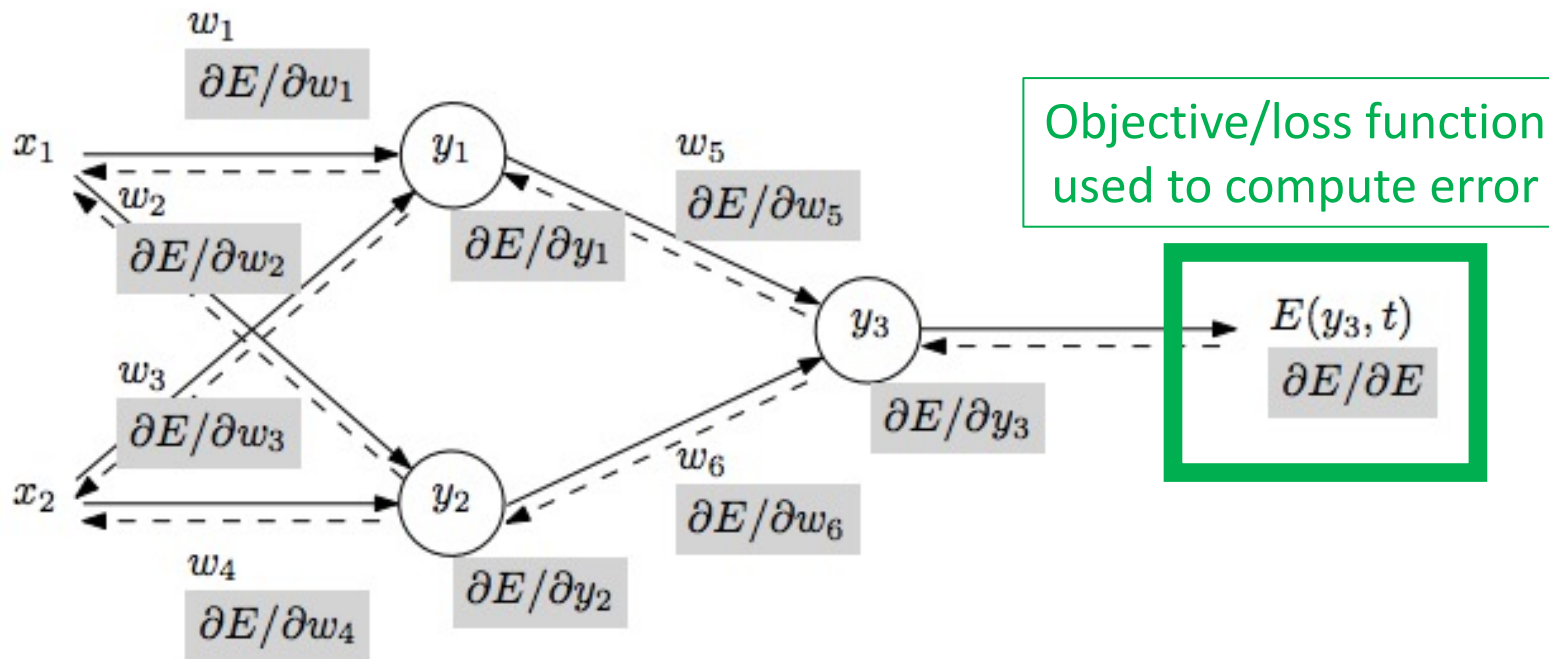 w₁
∂E/∂w₁
x₁
y₁
w₂
∂E/∂w₂
∂E/∂y₁
w₅
∂E/∂w₅
Objective/loss function
used to compute error
w₃
∂E/∂w₃
y₃
∂E/∂y₃
E(y₃, t)
∂E/∂E
x₂
y₂
w₄
∂E/∂w₄
∂E/∂y₂
w₆
∂E/∂w₆